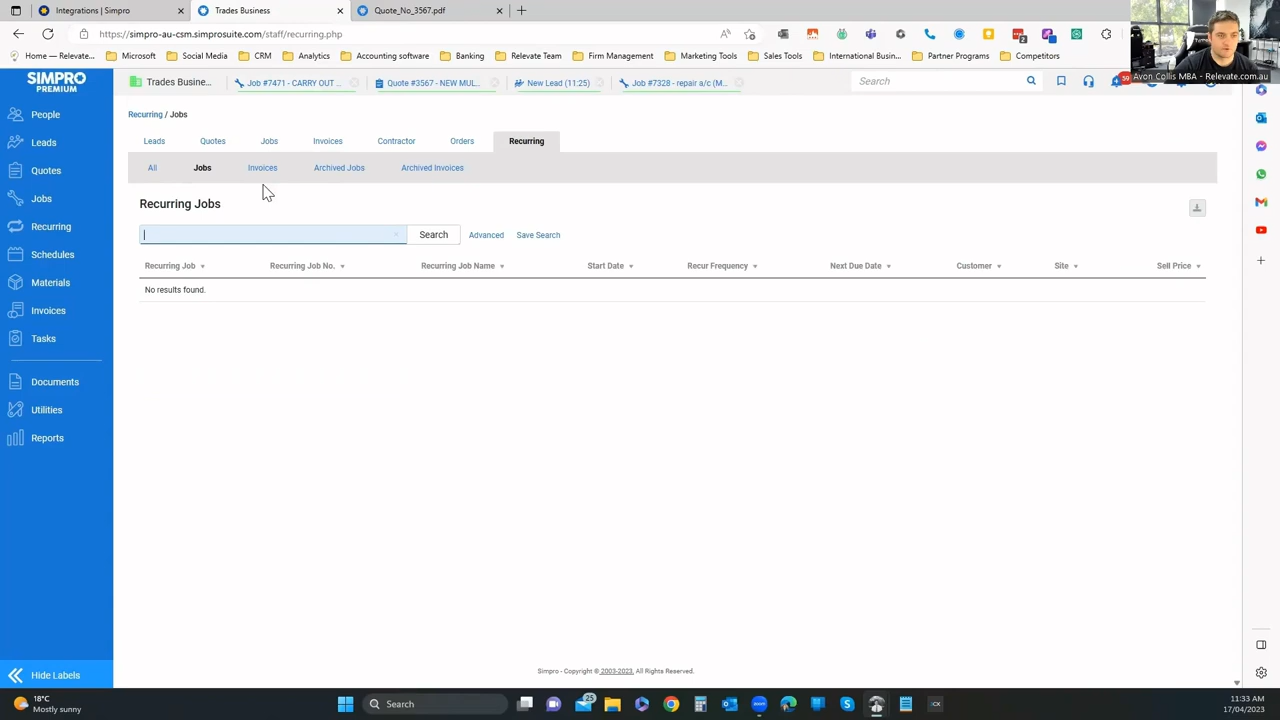 Integrations | Simpro
Trades Business
Quote_No_3567.pdf
https://simpro-au-csm.simprosuite.com/staff/recurring.php
Home — Relevate.com...
Microsoft
Social Media
CRM
Analytics
Accounting software
Banking
Relevate Team
Firm Management
Marketing Tools
Sales Tools
International Busin...
Partner Programs
Competitors
Avon Collis MBA - Relevate.com.au
SIMPRO
PREMIUM
Trades Busine...
Job #7471 - CARRY OUT ...
Quote #3567 - NEW MUL...
New Lead (11:25)
Job #7328 - repair a/c (M...
Search
59
2
People
Leads
Quotes
Jobs
Recurring
Schedules
Materials
Invoices
Tasks
Documents
Utilities
Reports
Hide Labels
Recurring / Jobs
Leads
Quotes
Jobs
Invoices
Contractor
Orders
Recurring
All
Jobs
Invoices
Archived Jobs
Archived Invoices
Recurring Jobs
Search
Advanced
Save Search
Recurring Job
Recurring Job No.
Recurring Job Name
Start Date
Recur Frequency
Next Due Date
Customer
Site
Sell Price
No results found.
Simpro - Copyright © 2003-2023. All Rights Reserved.
18°C
Mostly sunny
Search
25
11:33 AM
17/04/2023